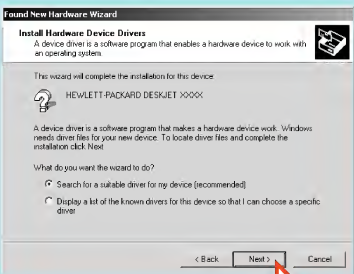 Found New Hardware Wizard
Install Hardware Device Drivers
A device driver is a software program that enables a hardware device to work with
an operating system.
This wizard will complete the installation for this device:
HEWLETT-PACKARD DESKJET XXXX
A device driver is a software program that makes a hardware device work. Windows
needs driver files for your new device. To locate driver files and complete the
installation click Next.
What do you want the wizard to do?
Search for a suitable driver for my device (recommended)
Display a list of the known drivers for this device so that I can choose a specific
driver
< Back
Next >
Cancel